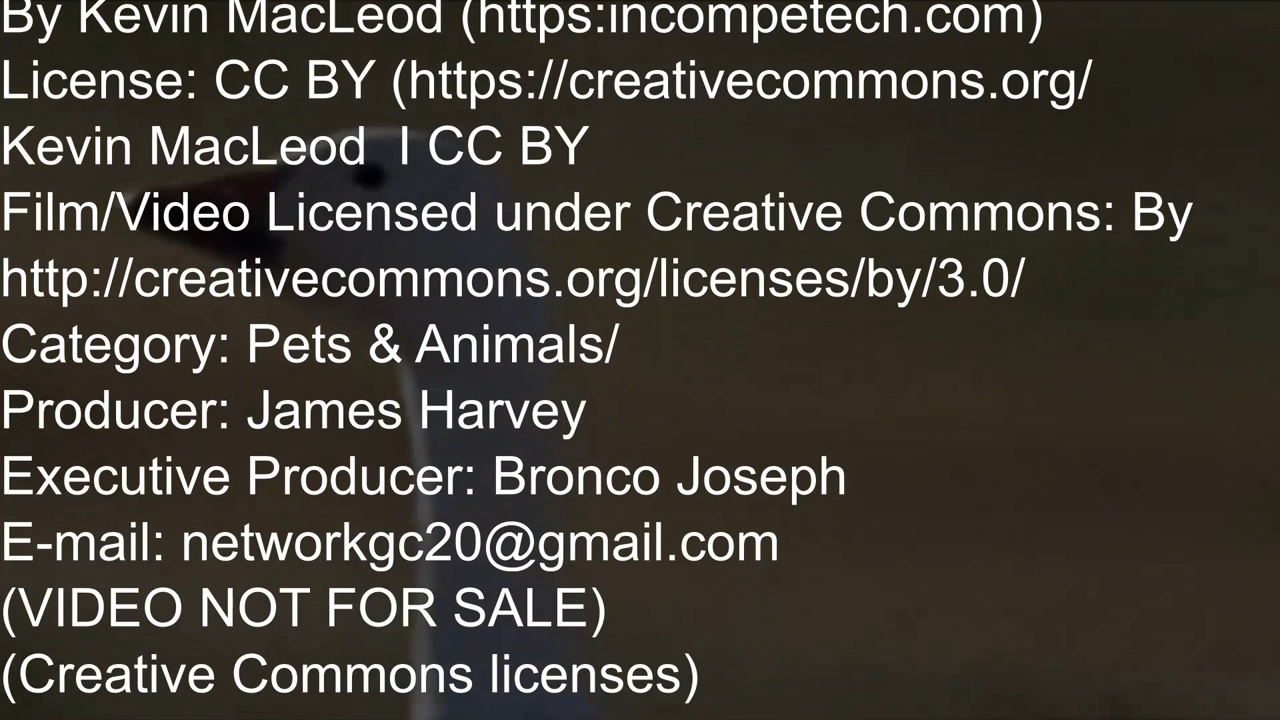 By Kevin MacLeod (https:incompetech.com)
License: CC BY (https://creativecommons.org/
Kevin MacLeod  l CC BY
Film/Video Licensed under Creative Commons: By
http://creativecommons.org/licenses/by/3.0/
Category: Pets & Animals/
Producer: James Harvey
Executive Producer: Bronco Joseph
E-mail: networkgc20@gmail.com
(VIDEO NOT FOR SALE)
(Creative Commons licenses)